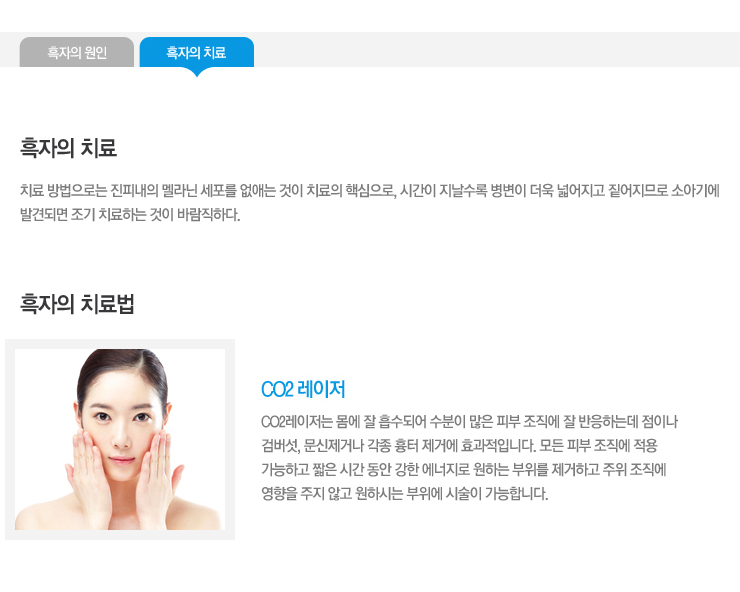 흑자의 원인
흑자의 치료
흑자의 치료
치료 방법으로는 진피내의 멜라닌 세포를 없애는 것이 치료의 핵심으로, 시간이 지날수록 병변이 더욱 넓어지고 짙어지므로 소아기에
발견되면 조기 치료하는 것이 바람직하다.
흑자의 치료법
CO2 레이저
CO2레이저는 몸에 잘 흡수되어 수분이 많은 피부 조직에 잘 반응하는데 점이나
검버섯, 문신제거나 각종 흉터 제거에 효과적입니다. 모든 피부 조직에 적용
가능하고 짧은 시간 동안 강한 에너지로 원하는 부위를 제거하고 주위 조직에
영향을 주지 않고 원하시는 부위에 시술이 가능합니다.